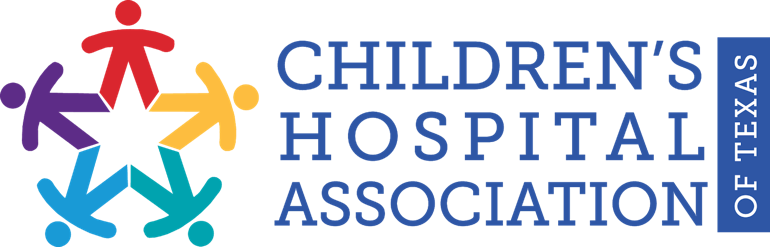 CHILDREN'S
HOSPITAL
ASSOCIATION
OF TEXAS